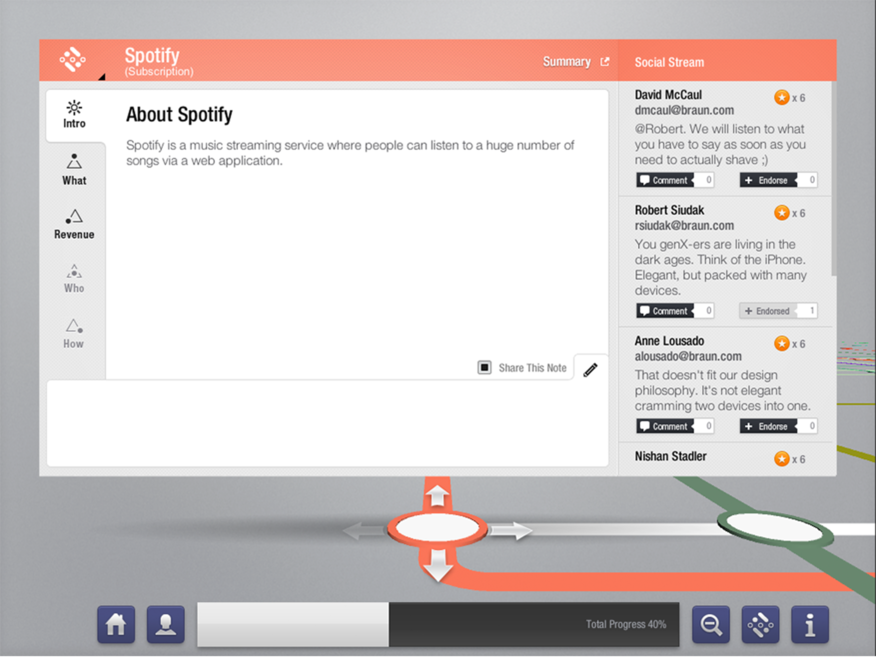 Spotify
(Subscription)
Summary
Social Stream
Intro
What
Revenue
Who
How
About Spotify
Spotify is a music streaming service where people can listen to a huge number of
songs via a web application.
Share This Note
David McCaul
x 6
dmcaul@braun.com
@Robert. We will listen to what
you have to say as soon as you
need to actually shave ;)
Comment 0
+ Endorse 0
Robert Siudak
x 6
rsiudak@braun.com
You genX-ers are living in the
dark ages. Think of the iPhone.
Elegant, but packed with many
devices.
Comment 0
+ Endorsed 1
Anne Lousado
x 6
alousado@braun.com
That doesn't fit our design
philosophy. It's not elegant
cramming two devices into one.
Comment 0
+ Endorse 0
Nishan Stadler
x 6
Total Progress 40%